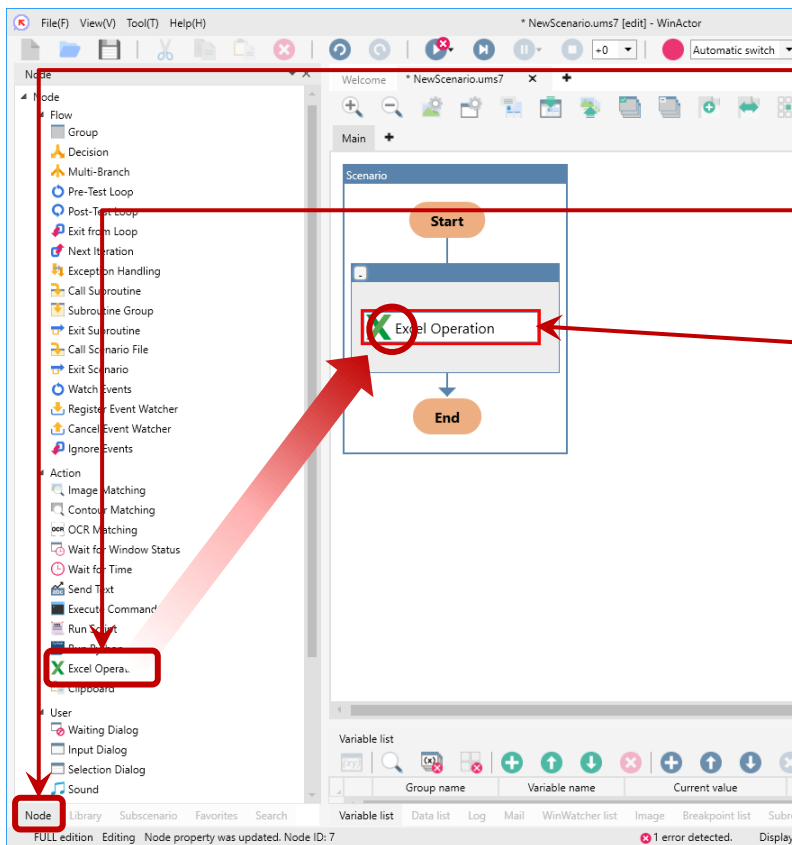 File(F) View(V) Tool(T) Help(H)
* NewScenario.ums7 [edit] - WinActor
+0
Automatic switch
Node
Welcome
* NewScenario.ums7
Node
Flow
Group
Decision
Multi-Branch
Pre-Test Loop
Post-Test Loop
Exit from Loop
Next Iteration
Exception Handling
Call Subroutine
Subroutine Group
Exit Subroutine
Call Scenario File
Exit Scenario
Watch Events
Register Event Watcher
Cancel Event Watcher
Ignore Events
Action
Image Matching
Contour Matching
OCR Matching
Wait for Window Status
Wait for Time
Send Text
Execute Command
Run Script
Run Python
Excel Operat...
Clipboard
User
Waiting Dialog
Input Dialog
Selection Dialog
Sound
Node
Library
Subscenario
Favorites
Search
Main
Scenario
Start
Excel Operation
End
Variable list
Group name
Variable name
Current value
Variable list
Data list
Log
Mail
WinWatcher list
Image
Breakpoint list
Subr
FULL edition Editing Node property was updated. Node ID: 7
1 error detected.
Display